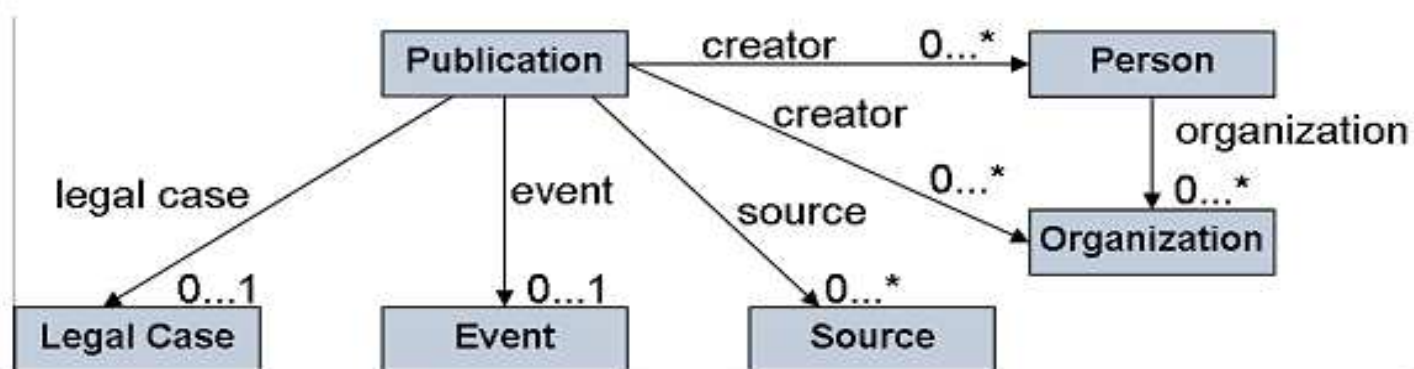 Publication
creator 0...*
Person
creator
organization
legal case
event
0...*
0...*
source
Organization
0...1
0...1
0...*
Legal Case
Event
Source